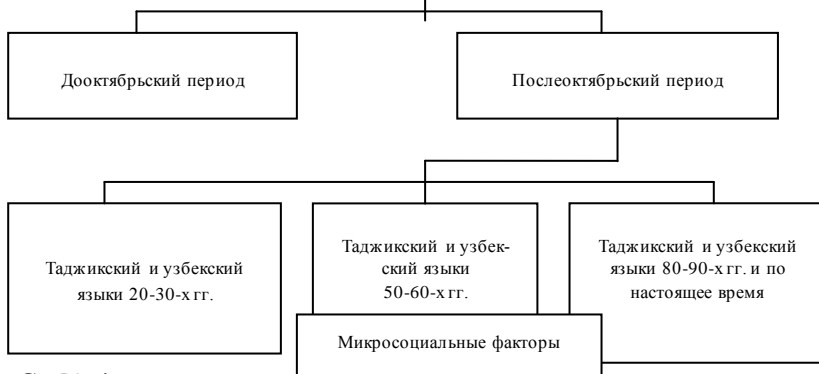 Дооктябрьский период
Послеоктябрьский период
Таджикский и узбекский
языки 20-30-х гг.
Таджикский и узбек-
ский языки
50-60-х гг.
Таджикский и узбекский
языки 80-90-х гг. и по
настоящее время
Микросоциальные факторы